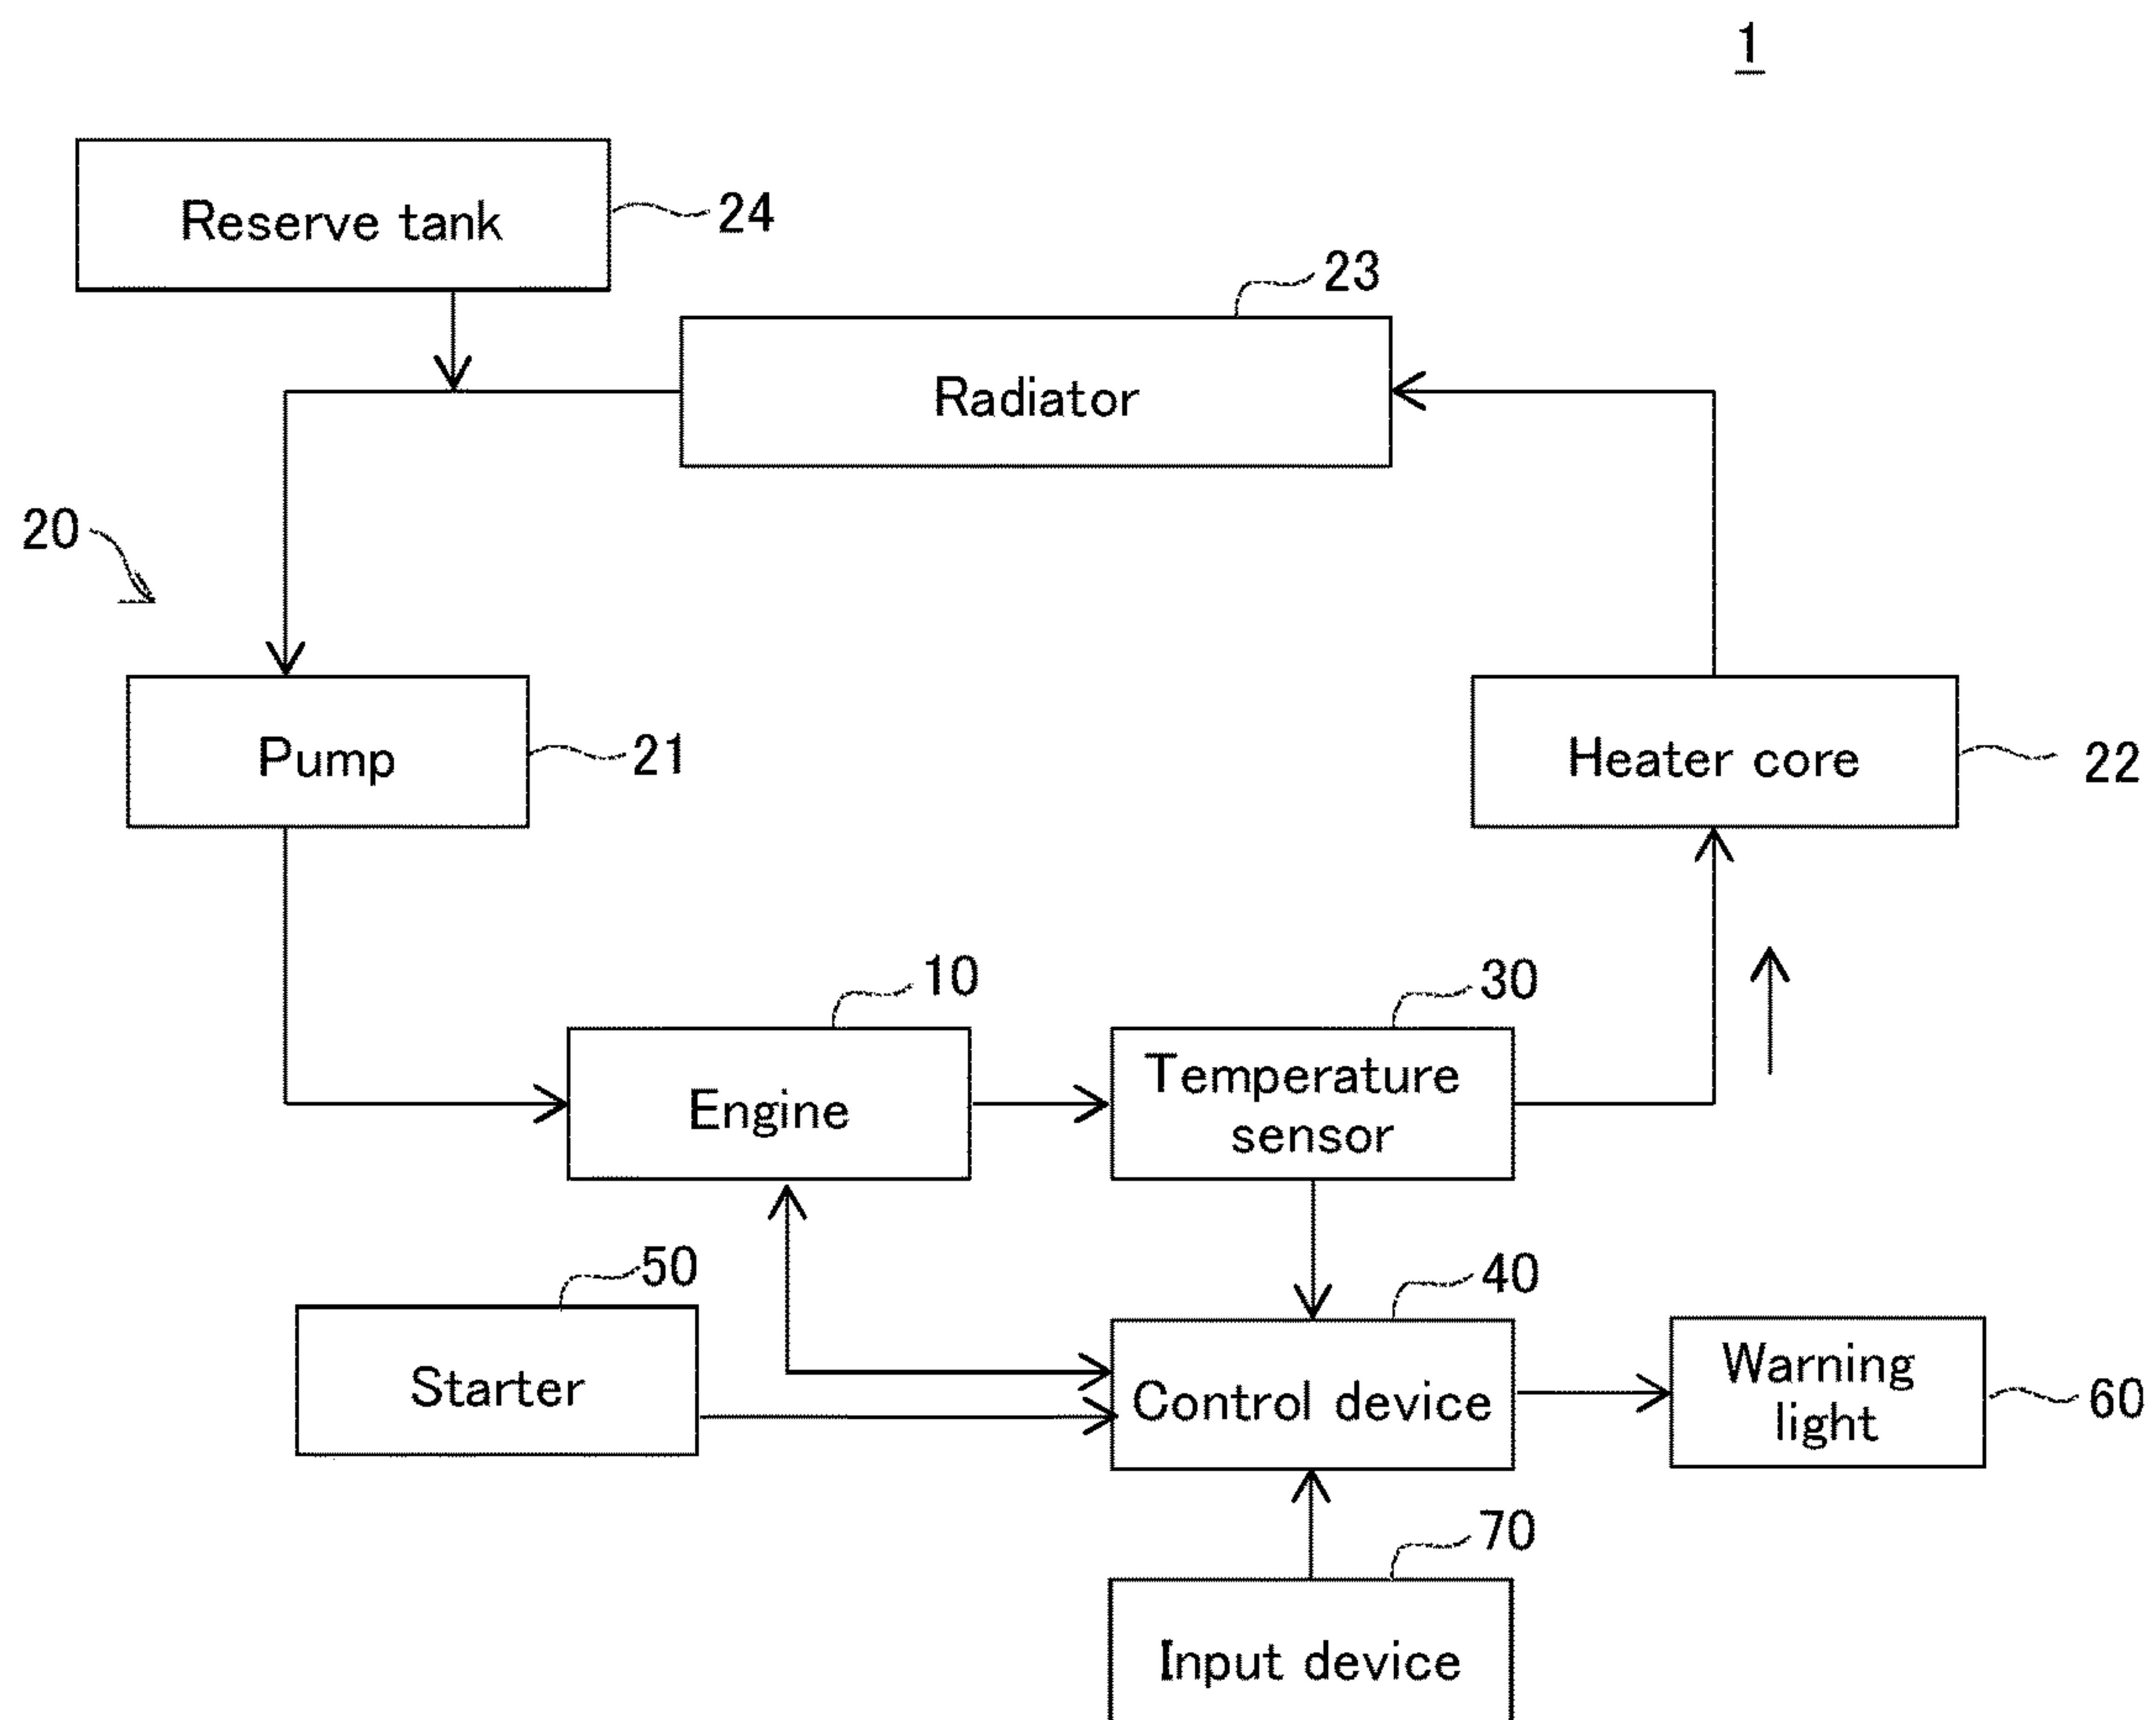 1
Reserve tank
24
23
Radiator
20
Pump
21
Heater core
22
10
30
Engine
Temperature
sensor
50
40
Starter
Control device
Warning
light
60
70
Input device